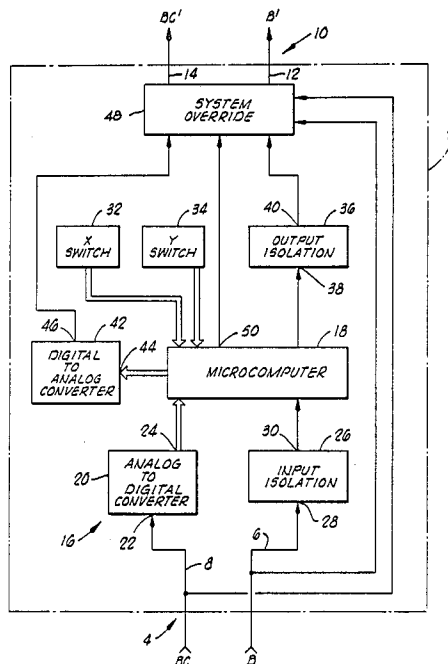 BC'
B'
10
14
12
48
SYSTEM
OVERRIDE
32
34
40
36
X
SWITCH
Y
SWITCH
OUTPUT
ISOLATION
38
46
42
44
50
18
DIGITAL
TO
ANALOG
CONVERTER
MICROCOMPUTER
24
30
26
20
ANALOG
TO
DIGITAL
CONVERTER
INPUT
ISOLATION
16
22
28
6
8
4
BC
B